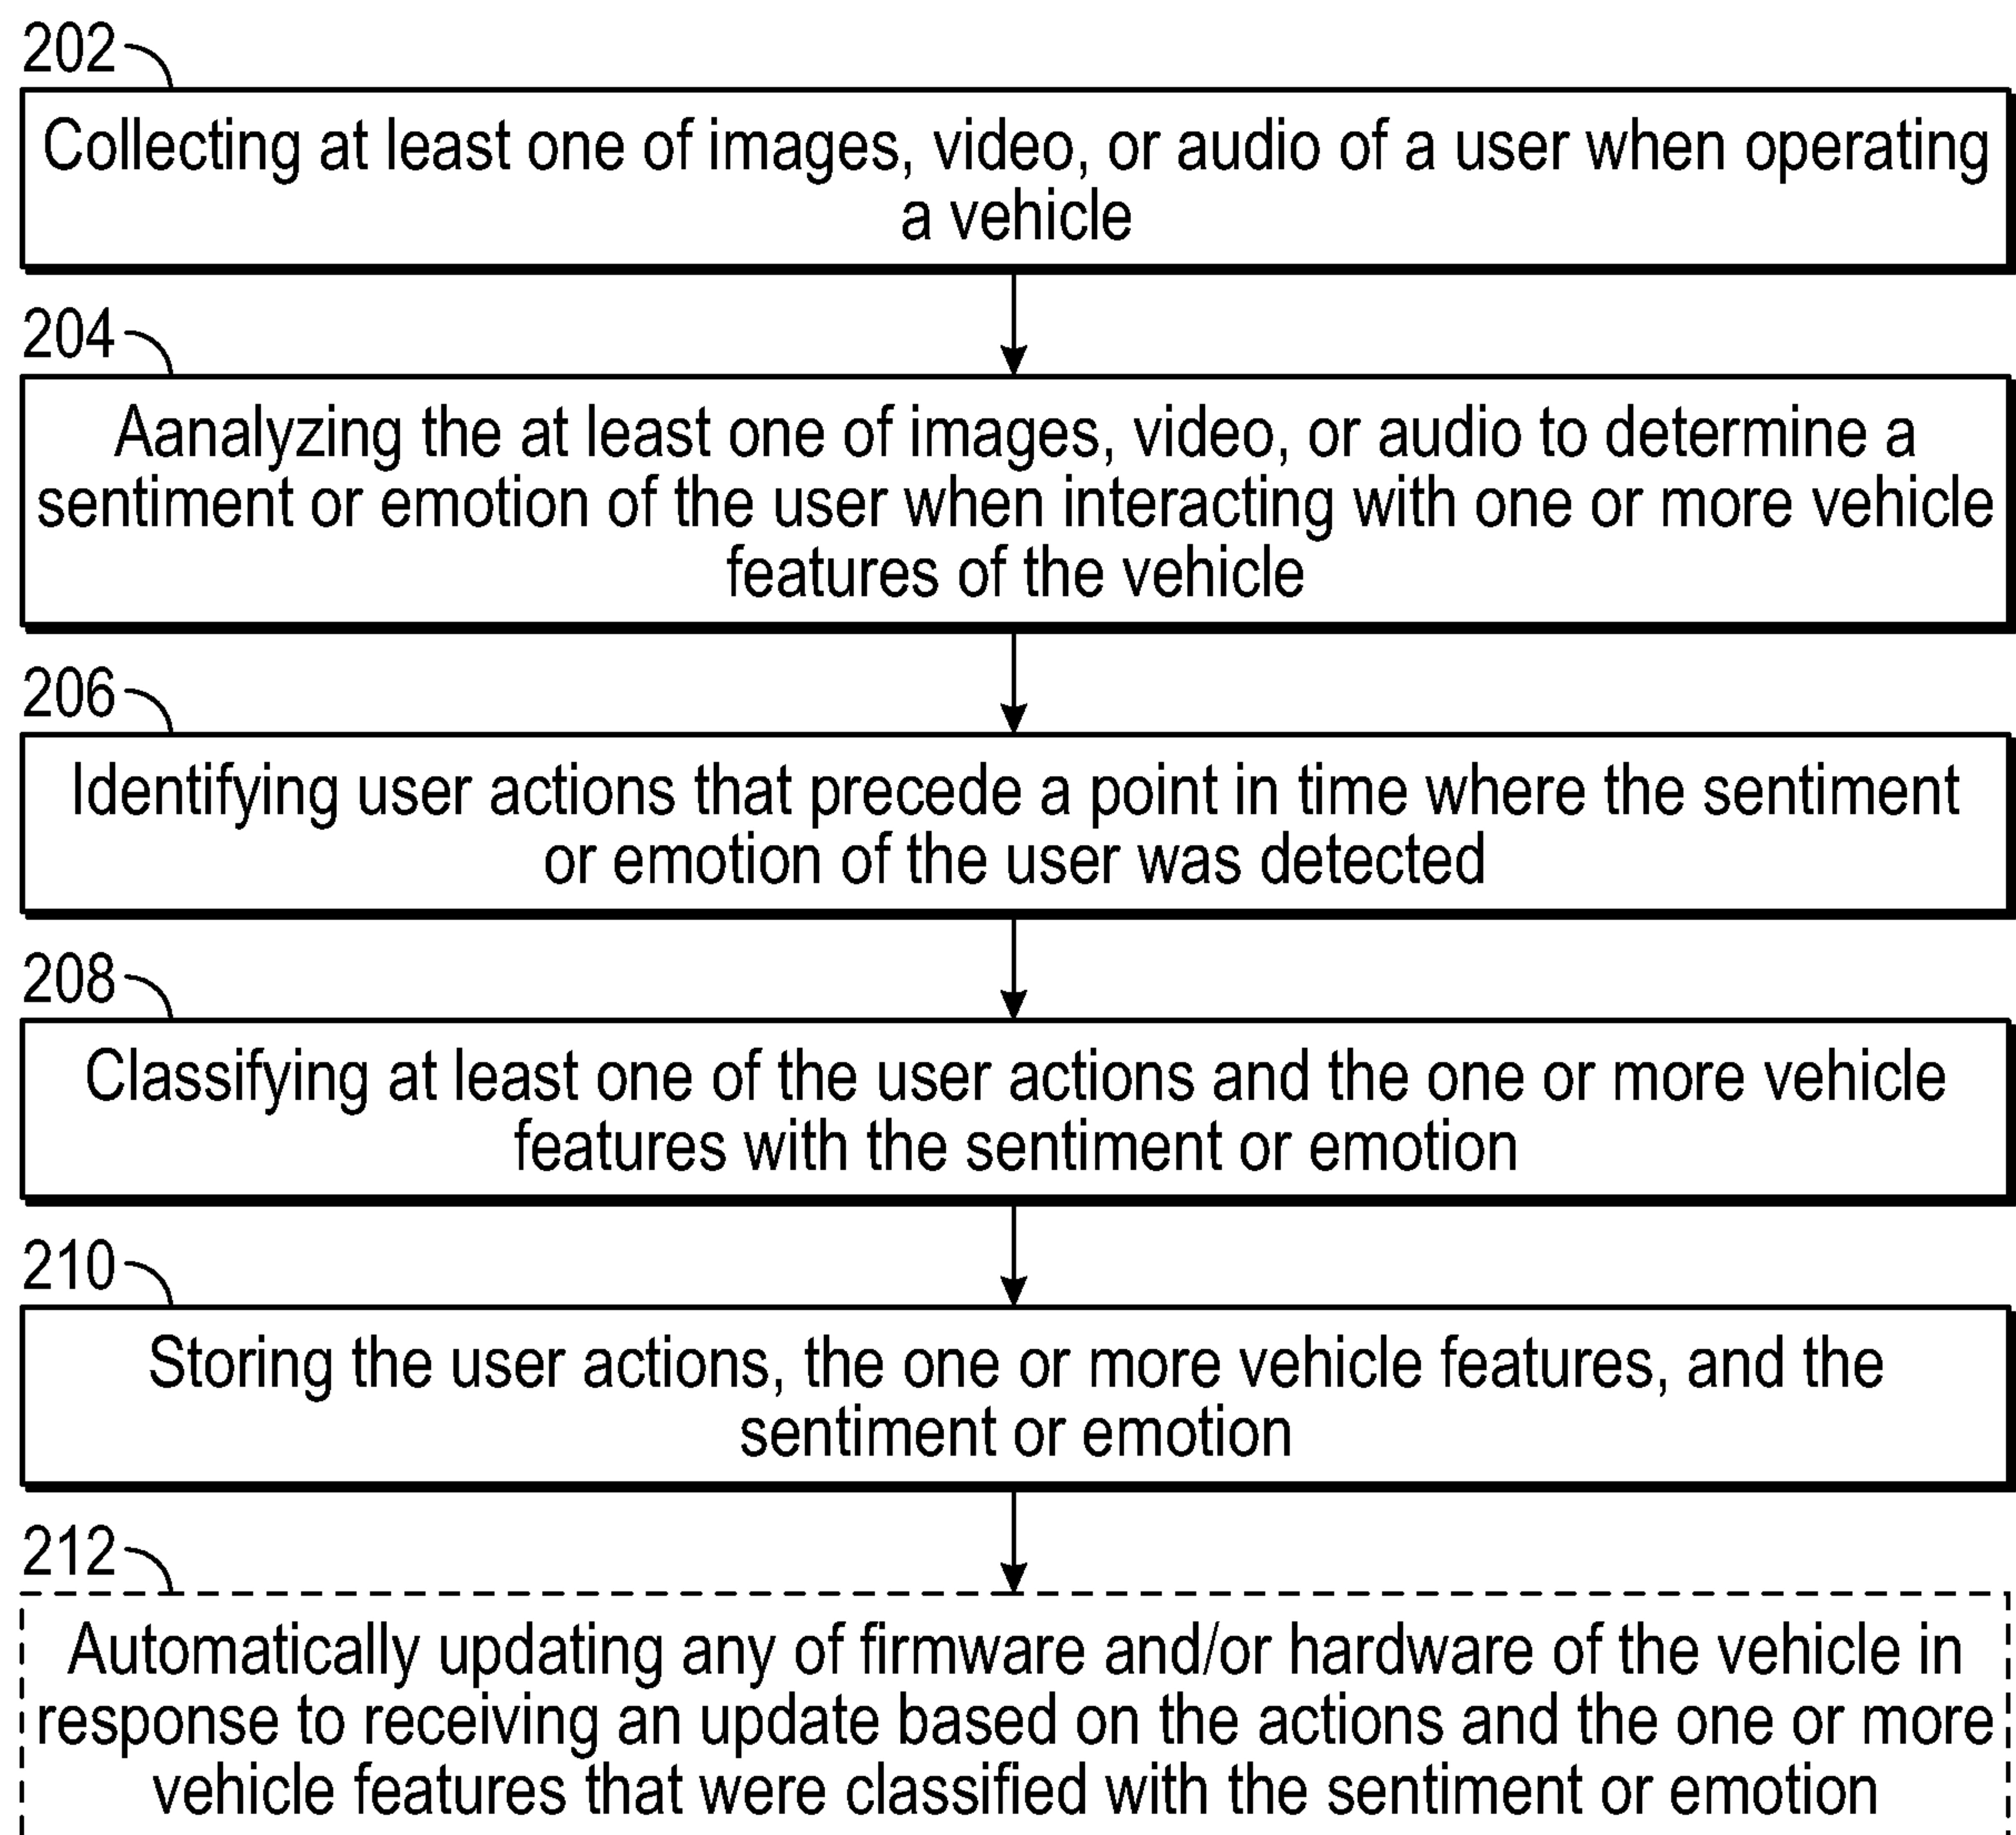 202
Collecting at least one of images, video, or audio of a user when operating
a vehicle
204
Aanalyzing the at least one of images, video, or audio to determine a
sentiment or emotion of the user when interacting with one or more vehicle
features of the vehicle
206
Identifying user actions that precede a point in time where the sentiment
or emotion of the user was detected
208
Classifying at least one of the user actions and the one or more vehicle
features with the sentiment or emotion
210
Storing the user actions, the one or more vehicle features, and the
sentiment or emotion
212
Automatically updating any of firmware and/or hardware of the vehicle in
response to receiving an update based on the actions and the one or more
vehicle features that were classified with the sentiment or emotion